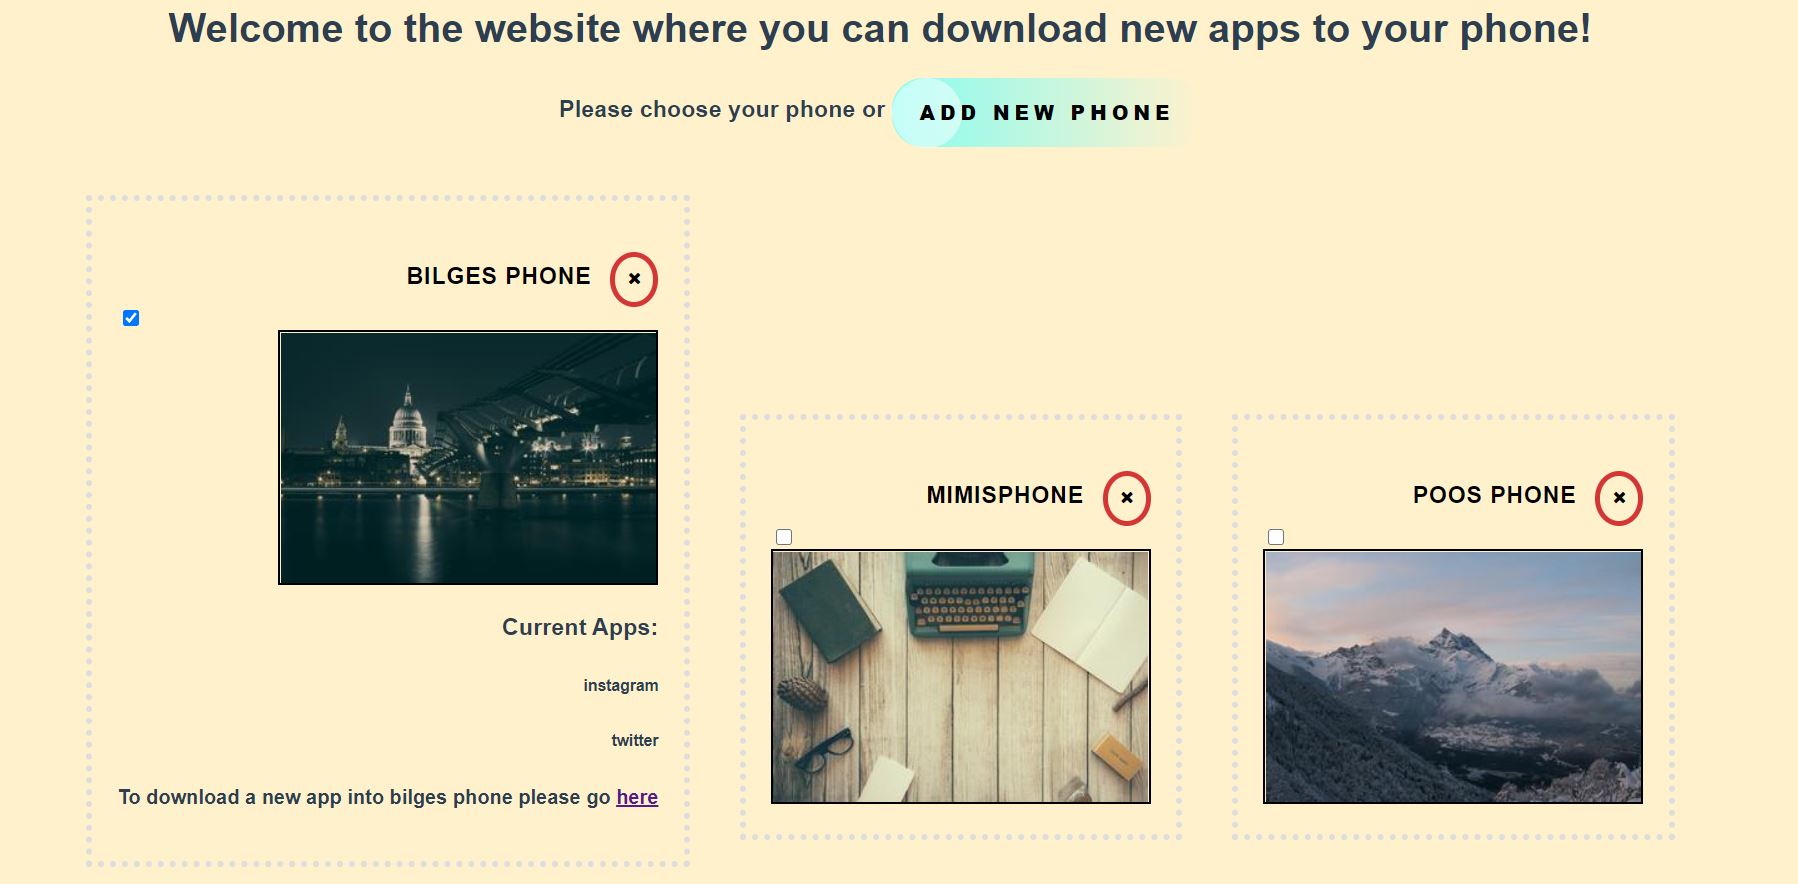 Welcome to the website where you can download new apps to your phone!
Please choose your phone or ADD NEW PHONE
BILGES PHONE ×
Current Apps:
instagram
twitter
To download a new app into bilges phone please go here
MIMISPHONE ×
POOS PHONE ×